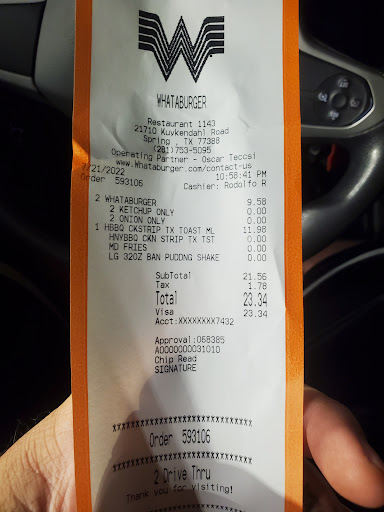 WHATABURGER
Restaurant 1143
21710 Kuykendahl Road
Spring , TX 77388
(281)753-5095
Operating Partner - Oscar Teccsi
www.Whataburger.com/contact-us
/21/2022 10:58:41 PM
Order 593106 Cashier: Rodolfo R
2 WHATABURGER 9.58
2 KETCHUP ONLY 0.00
2 ONION ONLY 0.00
1 HBBQ CKSTRIP TX TOAST ML 11.98
HNYBBQ CKN STRIP TX TST 0.00
MD FRIES 0.00
LG 32OZ BAN PUDDNG SHAKE 0.00
SubTotal 21.56
Tax 1.78
Total 23.34
Visa 23.34
Acct:XXXXXXXX7432
Approval:068385
A0000000031010
Chip Read
SIGNATURE
Order 593106
2 Drive Thru
Thank you for visiting!